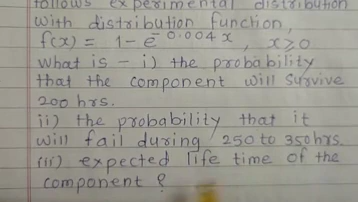 follows experimental distribution
with distribution function,
f(x) = 1-e^-0.004x , x≥0
What is - i) the probability
that the component will survive
200 hrs.
ii) the probability that it
will fail during 250 to 350hrs.
(iii) expected life time of the
component ?